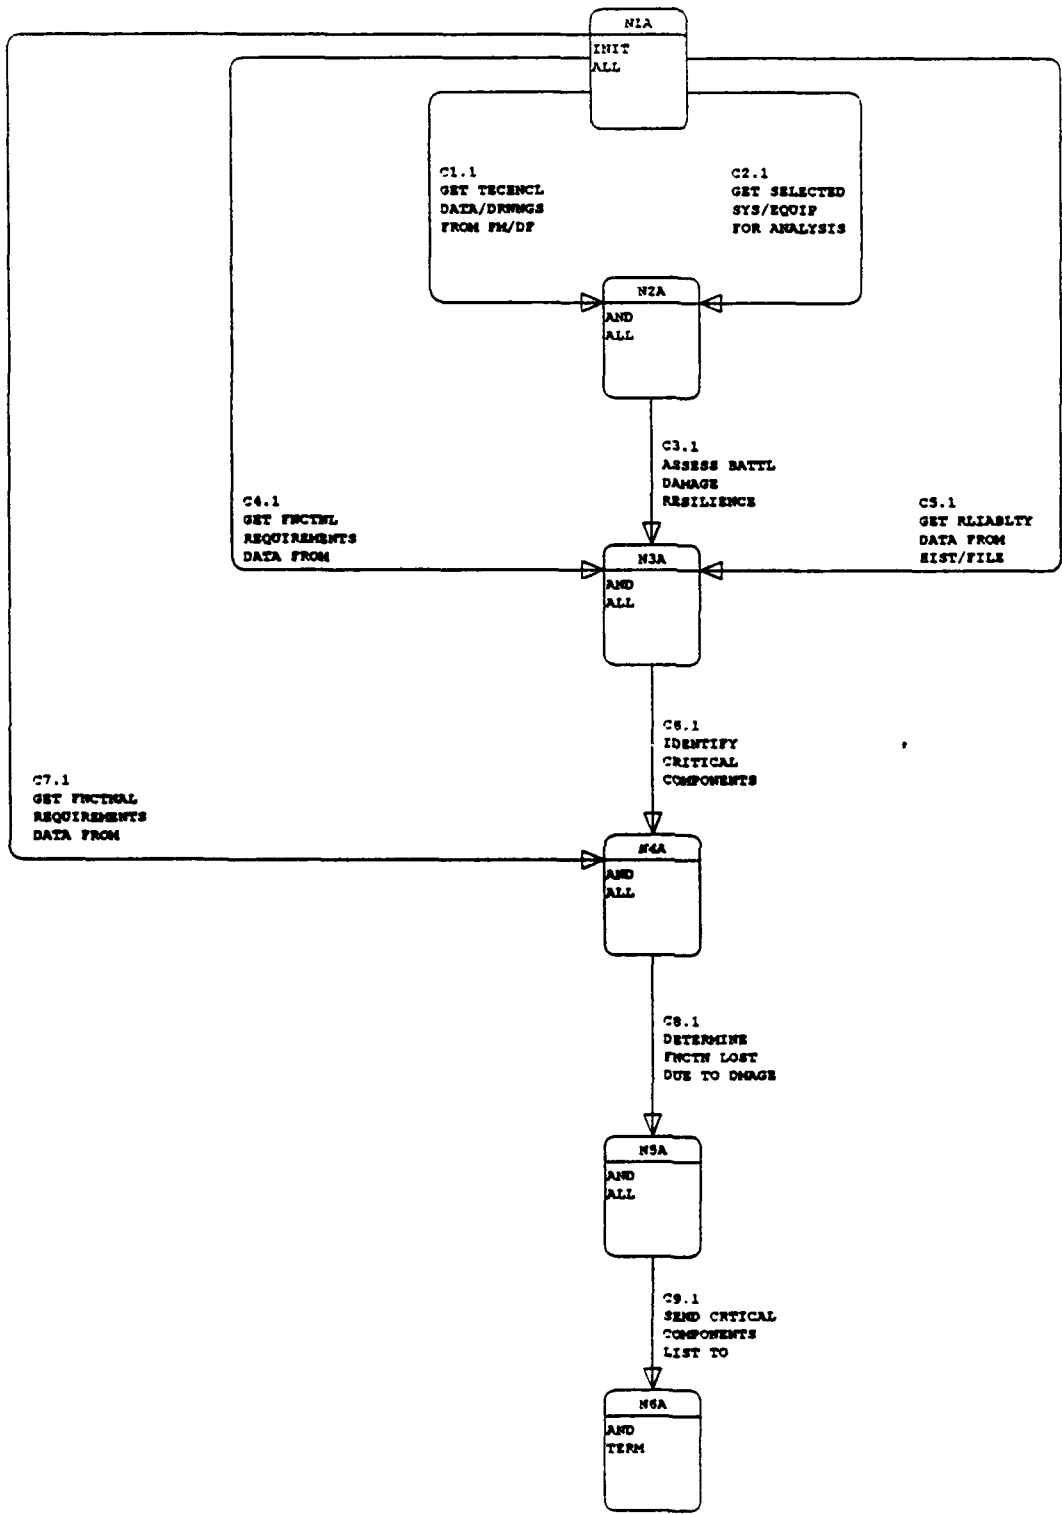 N1A
INIT
ALL
C1.1
GET TECENCL
DATA/DRWNGS
FROM FM/DF
C2.1
GET SELECTED
SYS/EQUIP
FOR ANALYSIS
N2A
AND
ALL
C3.1
ASSESS BATTL
DAMAGE
RESILIENCE
C4.1
GET FNCTNL
REQUIREMENTS
DATA FROM
C5.1
GET RLIABLTY
DATA FROM
HIST/FILE
N3A
AND
ALL
C6.1
IDENTIFY
CRITICAL
COMPONENTS
C7.1
GET FNCTNAL
REQUIREMENTS
DATA FROM
N4A
AND
ALL
C8.1
DETERMINE
FNCTN LOST
DUE TO DMAGE
N5A
AND
ALL
C9.1
SEND CRTICAL
COMPONENTS
LIST TO
N6A
AND
TERM